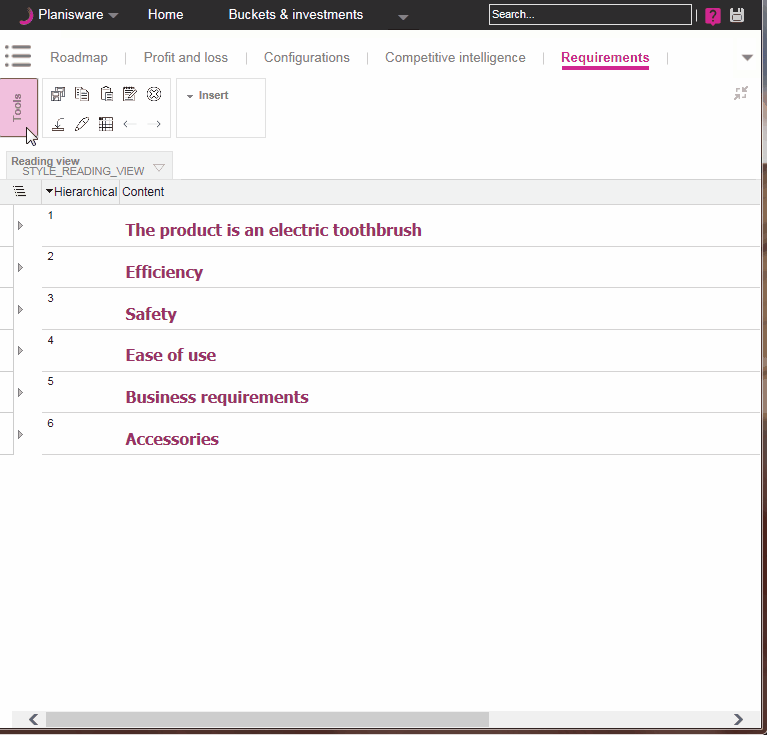 Planisware Home Buckets & investments Search... ?
Roadmap Profit and loss Configurations Competitive intelligence Requirements
Tools
Insert
Reading view
STYLE_READING_VIEW
Hierarchical Content
1 The product is an electric toothbrush
2 Efficiency
3 Safety
4 Ease of use
5 Business requirements
6 Accessories